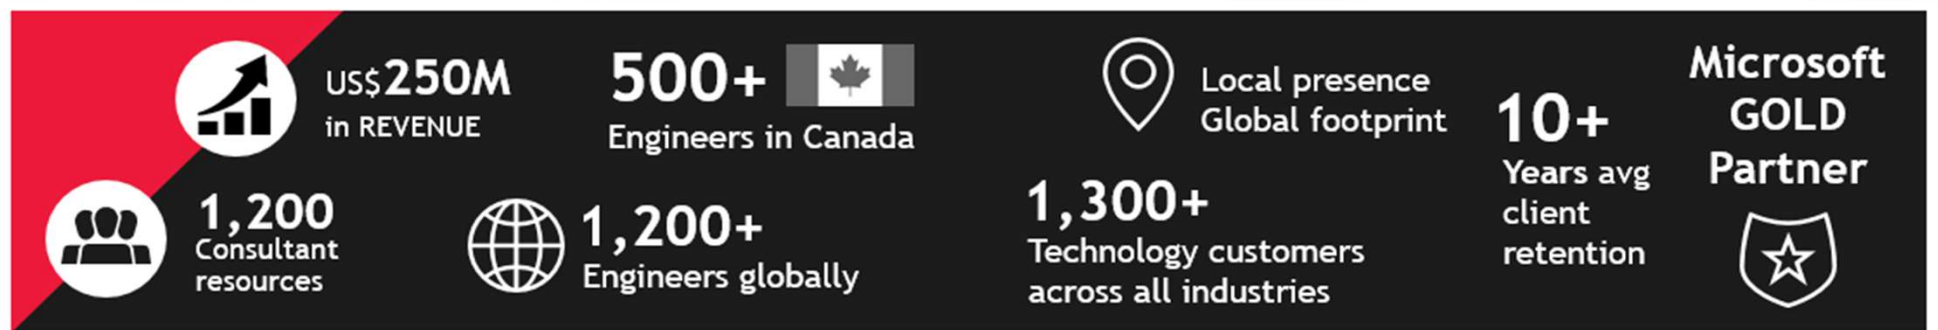 US$250M
in REVENUE
500+
Engineers in Canada
Local presence
Global footprint
10+
Years avg
client
retention
Microsoft
GOLD
Partner
1,200
Consultant
resources
1,200+
Engineers globally
1,300+
Technology customers
across all industries